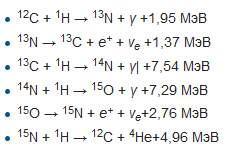 • ¹²C + ¹H → ¹³N + γ +1,95 МэВ
• ¹³N → ¹³C + e⁺ + νₑ +1,37 МэВ
• ¹³C + ¹H → ¹⁴N + γ| +7,54 МэВ
• ¹⁴N + ¹H → ¹⁵O + γ +7,29 МэВ
• ¹⁵O → ¹⁵N + e⁺ + νₑ+2,76 МэВ
• ¹⁵N + ¹H → ¹²C + ⁴He+4,96 МэВ